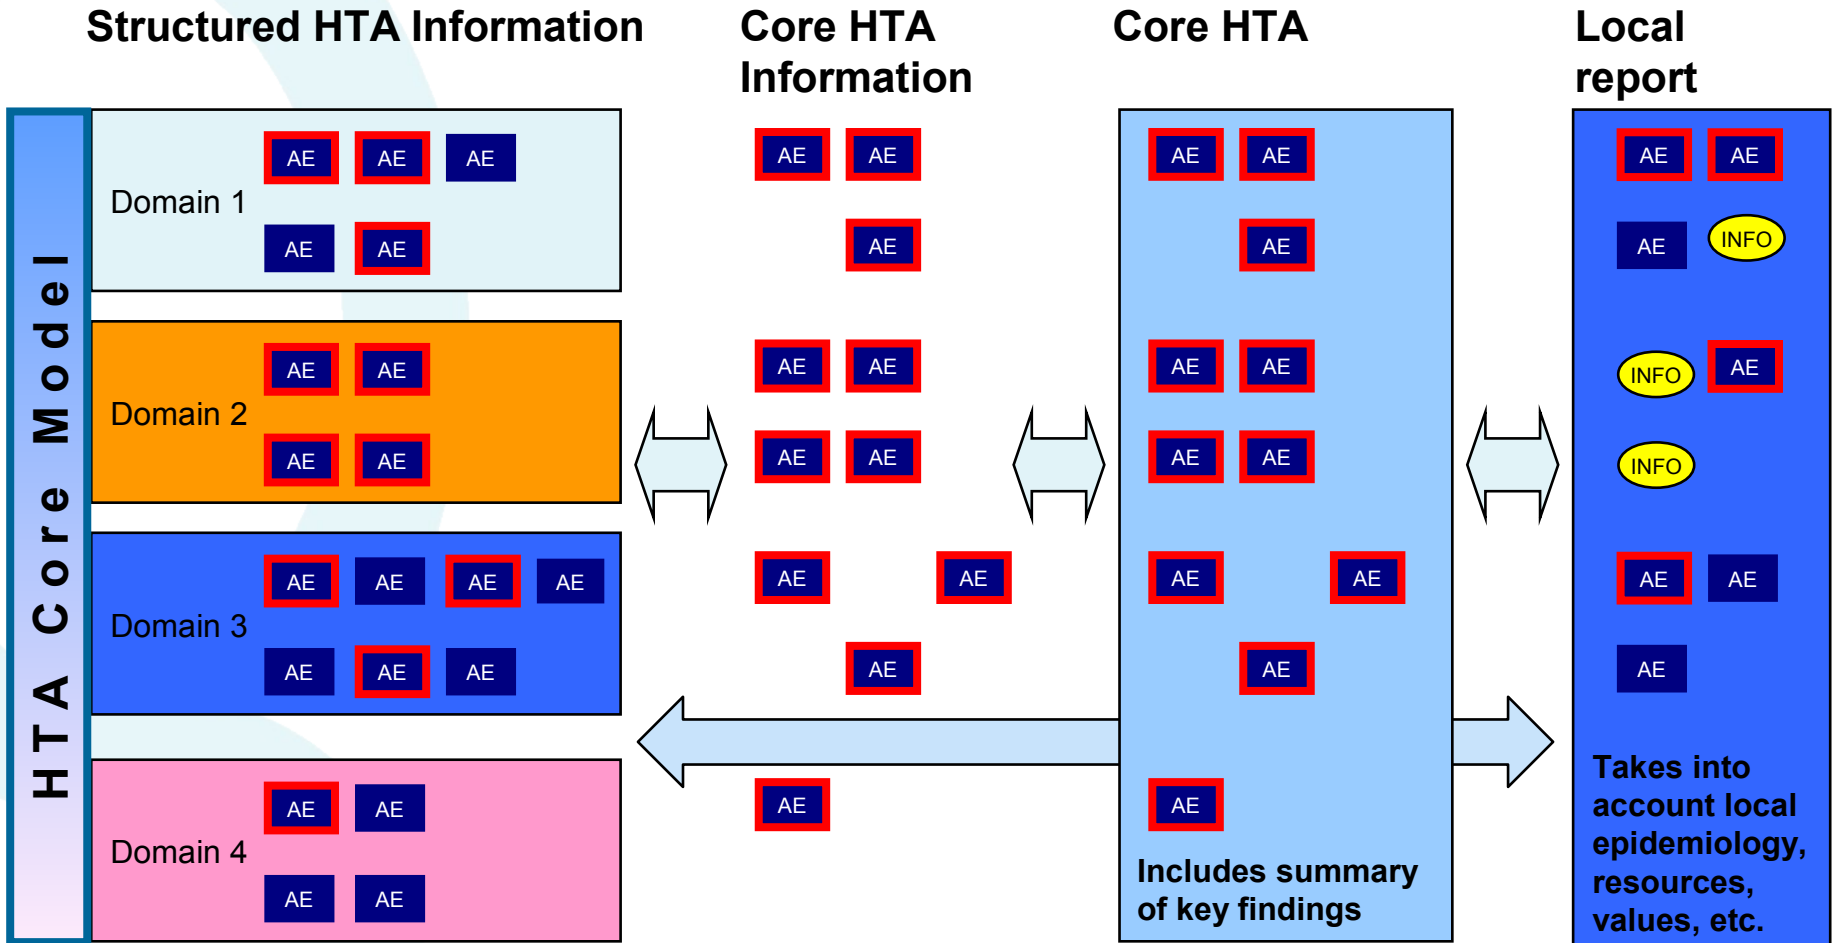 Structured HTA Information
Core HTA
Information
Core HTA
Local
report
HTA Core Model
Domain 1
AE AE AE
AE AE
Domain 2
AE AE
AE AE
Domain 3
AE AE AE AE
AE AE AE
Domain 4
AE AE
AE AE
AE AE
AE
AE AE
AE AE
AE AE
AE
AE
AE AE
AE
AE AE
AE AE
AE AE
AE
AE
Includes summary
of key findings
AE AE
AE INFO
INFO AE
INFO
AE AE
AE
Takes into
account local
epidemiology,
resources,
values, etc.